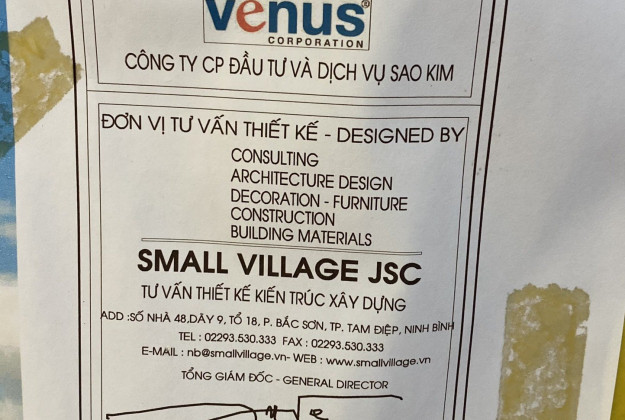 Venus®
CORPORATION
CÔNG TY CP ĐẦU TƯ VÀ DỊCH VỤ SAO KIM
ĐƠN VỊ TƯ VẤN THIẾT KẾ - DESIGNED BY
CONSULTING
ARCHITECTURE DESIGN
DECORATION - FURNITURE
CONSTRUCTION
BUILDING MATERIALS
SMALL VILLAGE JSC
TƯ VẤN THIẾT KẾ KIẾN TRÚC XÂY DỰNG
ADD :SỐ NHÀ 48,DÃY 9, TỔ 18, P. BẮC SƠN, TP. TAM ĐIỆP, NINH BÌNH
TEL : 02293.530.333 FAX : 02293.530.333
E-MAIL : nb@smallvillage.vn- WEB : www.smallvillage.vn
TỔNG GIÁM ĐỐC - GENERAL DIRECTOR